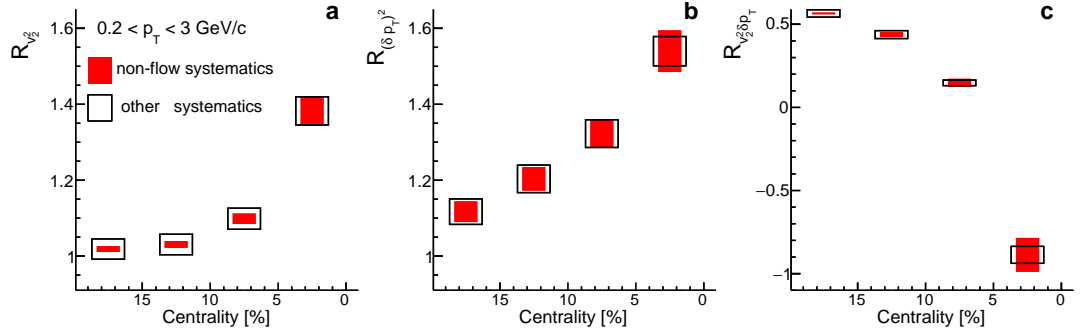 a
0.2 < p_T < 3 GeV/c
non-flow systematics
other systematics
R_{v_2^2}
1.6
1.4
1.2
1
15 10 5 0
Centrality [%]
b
R_{(δ p_T)^2}
1.6
1.4
1.2
1
15 10 5 0
Centrality [%]
c
R_{v_2^2 δp_T}
0.5
0
−0.5
−1
15 10 5 0
Centrality [%]